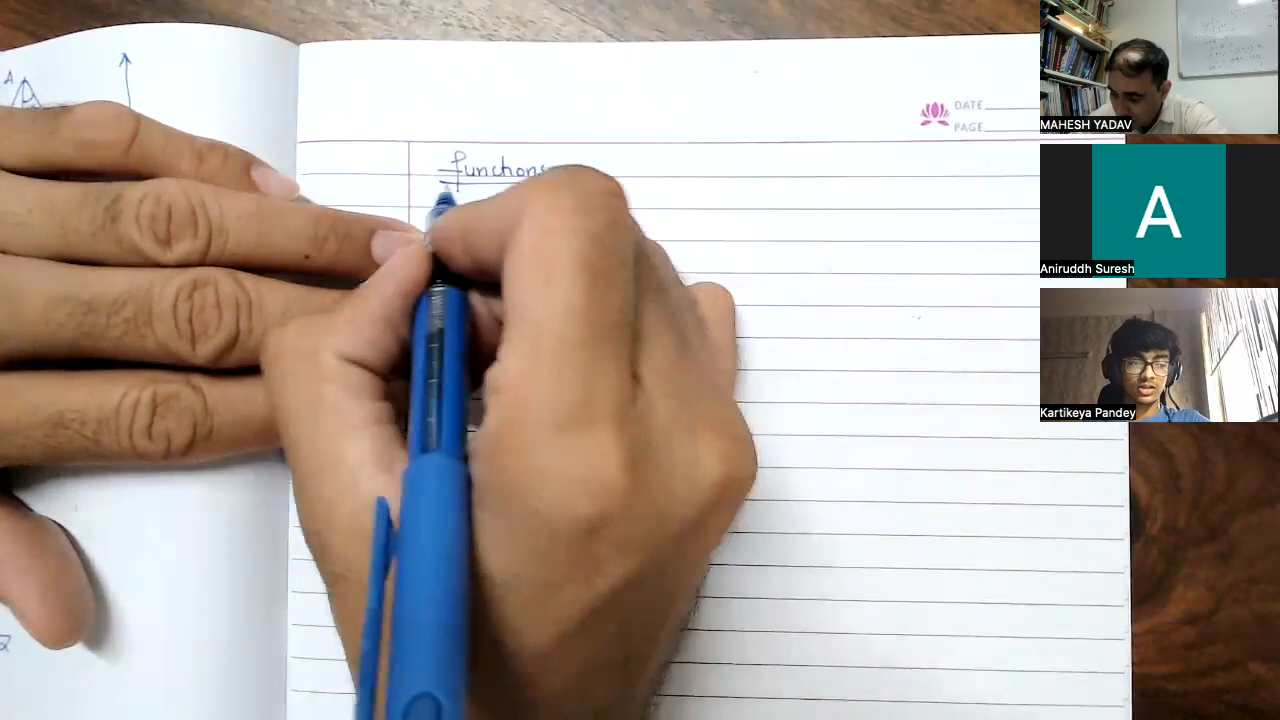 A
functions
DATE
PAGE
MAHESH YADAV
A
Aniruddh Suresh
Kartikeya Pandey